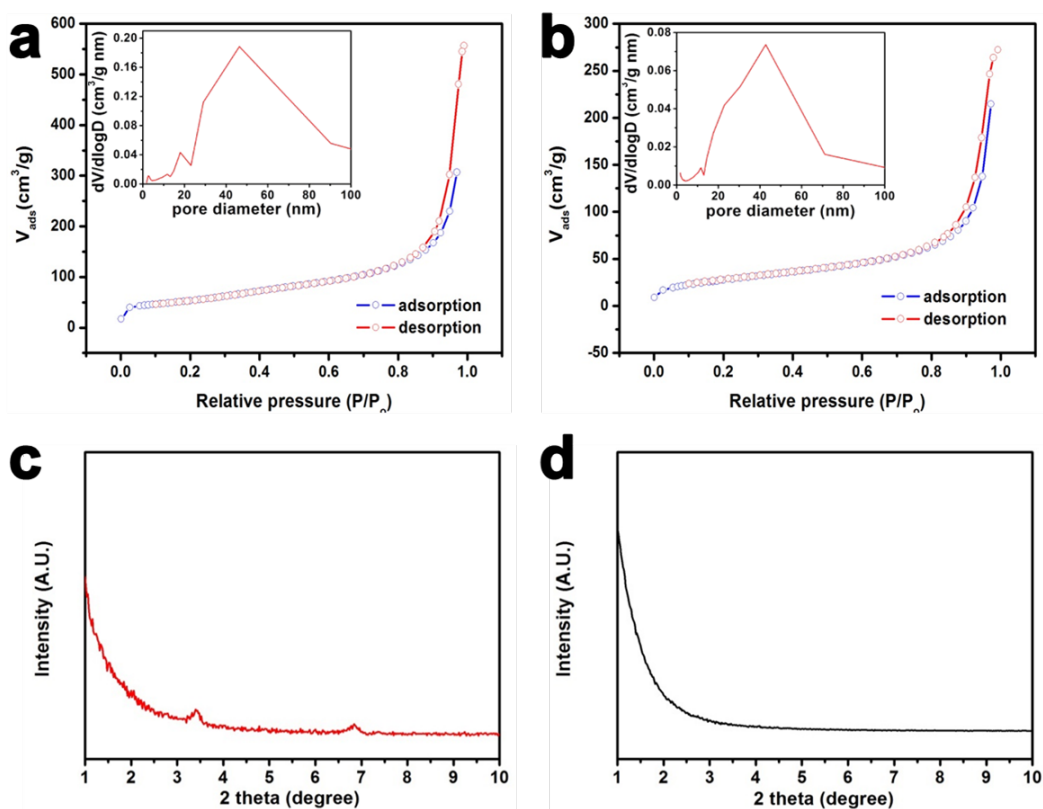 a
600
500
400
300
200
100
0
V_ads (cm³/g)
0.0 0.2 0.4 0.6 0.8 1.0
Relative pressure (P/P₀)
adsorption
desorption
0.20
0.16
0.12
0.08
0.04
0.00
dV/dlogD (cm³/g nm)
0 20 40 60 80 100
pore diameter (nm)
b
300
250
200
150
100
50
0
-50
V_ads (cm³/g)
0.0 0.2 0.4 0.6 0.8 1.0
Relative pressure (P/P₀)
adsorption
desorption
0.08
0.06
0.04
0.02
0.00
dV/dlogD (cm³/g nm)
0 20 40 60 80 100
pore diameter (nm)
c
Intensity (A.U.)
1 2 3 4 5 6 7 8 9 10
2 theta (degree)
d
Intensity (A.U.)
1 2 3 4 5 6 7 8 9 10
2 theta (degree)